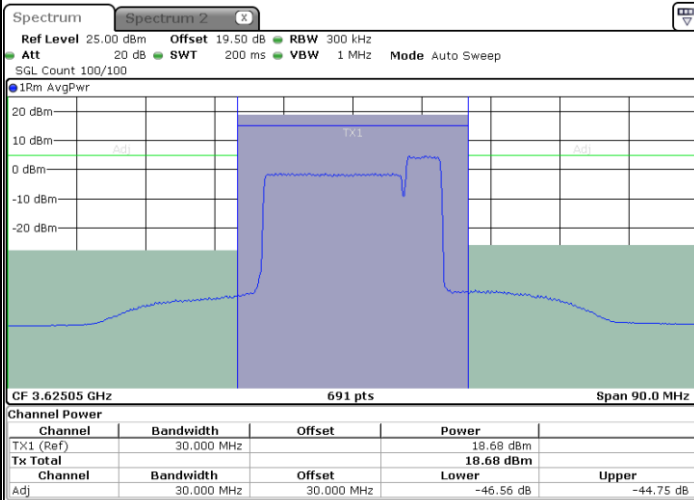 Spectrum Spectrum 2 X
Ref Level 25.00 dBm Offset 19.50 dB RBW 300 kHz
Att 20 dB SWT 200 ms VBW 1 MHz Mode Auto Sweep
SGL Count 100/100
1Rm AvgPwr
20 dBm
TX1
10 dBm
Adj Adj
0 dBm
-10 dBm
-20 dBm
CF 3.62505 GHz 691 pts Span 90.0 MHz
Channel Power
Channel Bandwidth Offset Power
TX1 (Ref) 30.000 MHz 18.68 dBm
Tx Total 18.68 dBm
Channel Bandwidth Offset Lower Upper
Adj 30.000 MHz 30.000 MHz -46.56 dB -44.75 dB